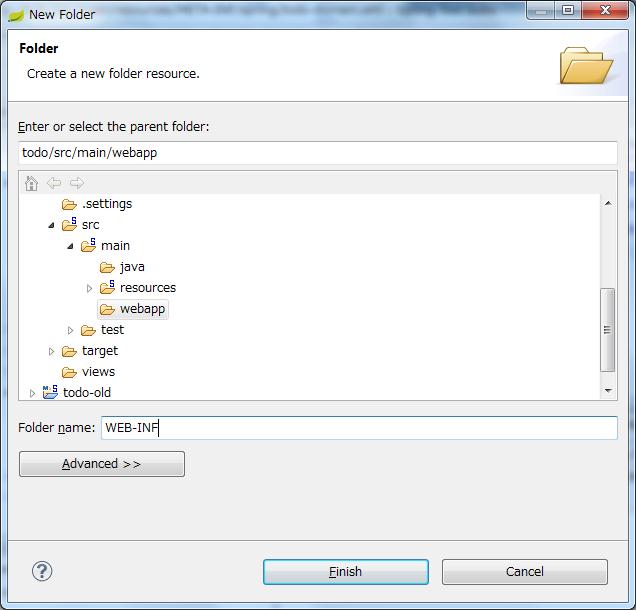 New Folder
Folder
Create a new folder resource.
Enter or select the parent folder:
todo/src/main/webapp
.settings
src
main
java
resources
webapp
test
target
views
todo-old
Folder name: WEB-INF
Advanced >>
Finish Cancel